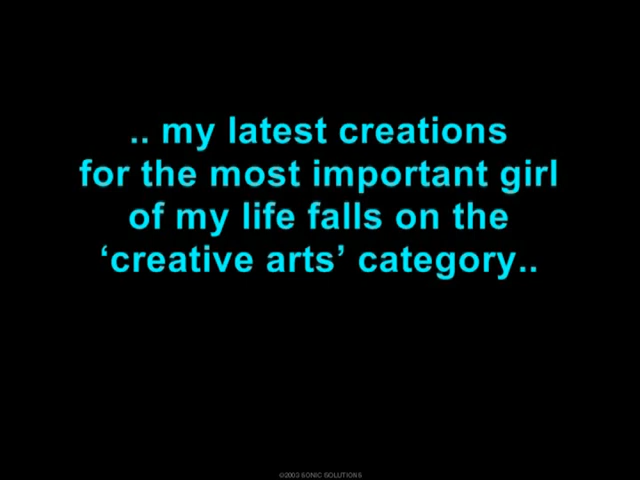 .. my latest creations
for the most important girl
of my life falls on the
‘creative arts’ category..
©2003 SONIC SOLUTIONS